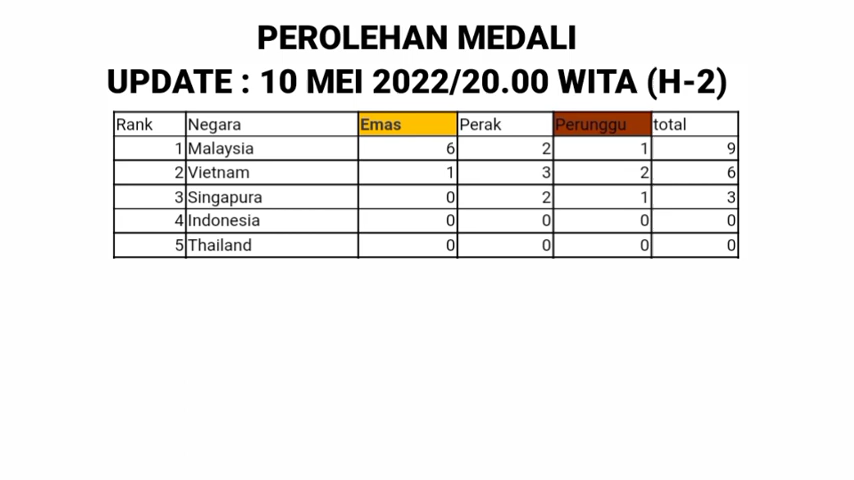 PEROLEHAN MEDALI
UPDATE : 10 MEI 2022/20.00 WITA (H-2)
Rank Negara Emas Perak Perunggu total
1 Malaysia 6 2 1 9
2 Vietnam 1 3 2 6
3 Singapura 0 2 1 3
4 Indonesia 0 0 0 0
5 Thailand 0 0 0 0